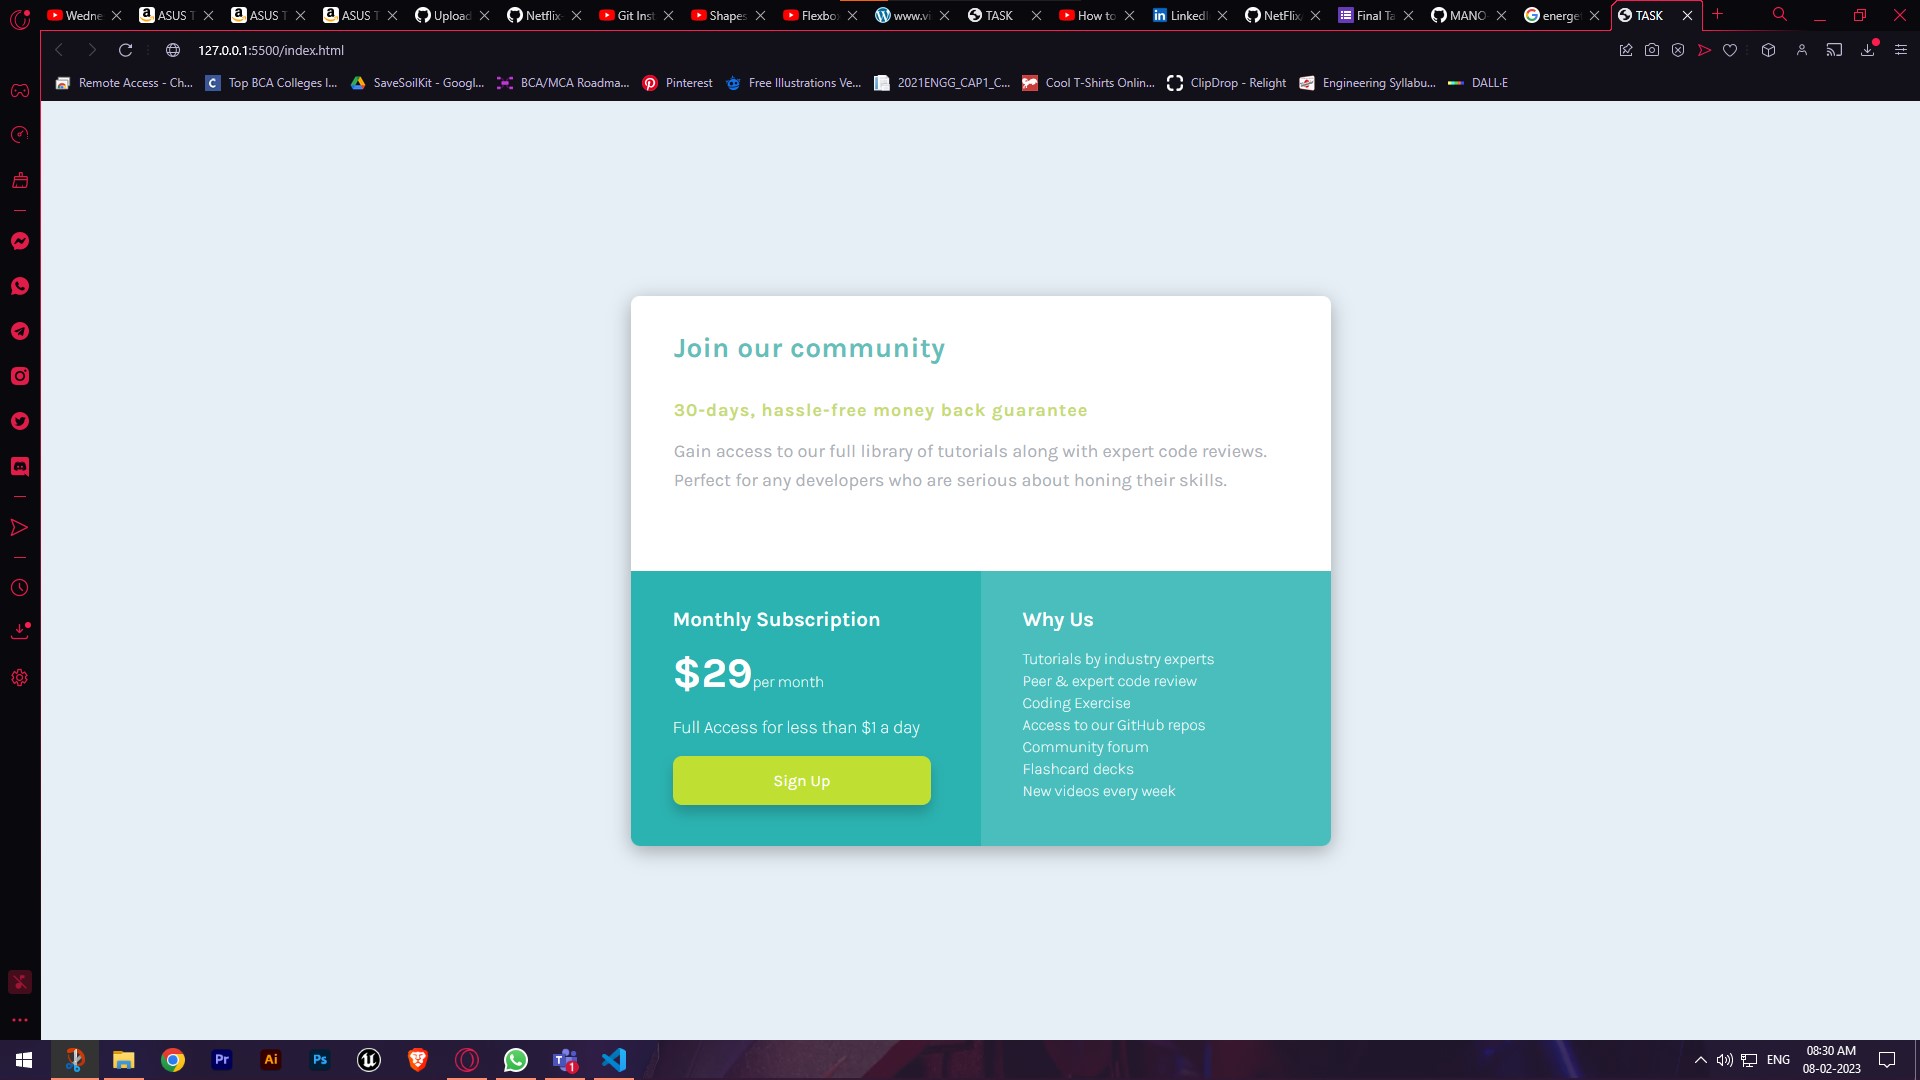 Wedne
ASUS T
ASUS T
ASUS T
Upload
Netflix-
Git Inst
Shapes
Flexbo
www.vi
TASK
How to
LinkedI
NetFlix
Final Ta
MANO
energe
TASK
127.0.0.1:5500/index.html
Remote Access - Ch...
Top BCA Colleges I...
SaveSoilKit - Googl...
BCA/MCA Roadma...
Pinterest
Free Illustrations Ve...
2021ENGG_CAP1_C...
Cool T-Shirts Onlin...
ClipDrop - Relight
Engineering Syllabu...
DALL·E
Join our community
30-days, hassle-free money back guarantee
Gain access to our full library of tutorials along with expert code reviews.
Perfect for any developers who are serious about honing their skills.
Monthly Subscription
$29per month
Full Access for less than $1 a day
Sign Up
Why Us
Tutorials by industry experts
Peer & expert code review
Coding Exercise
Access to our GitHub repos
Community forum
Flashcard decks
New videos every week
Pr
Ai
Ps
1
ENG
08:30 AM
08-02-2023